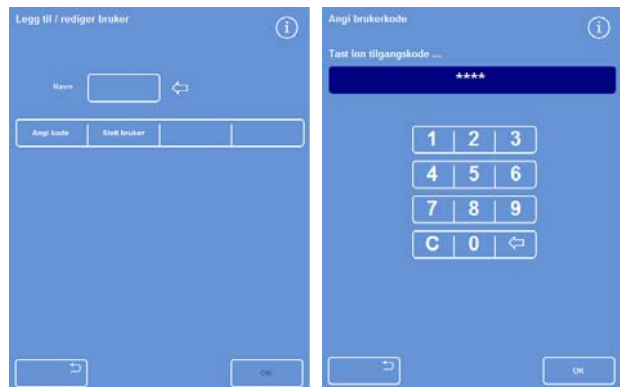 Legg til / rediger bruker
Navn
Angi kode Slett bruker
OK
Angi brukerkode
Tast inn tilgangskode ...
****
1 2 3
4 5 6
7 8 9
C 0
OK